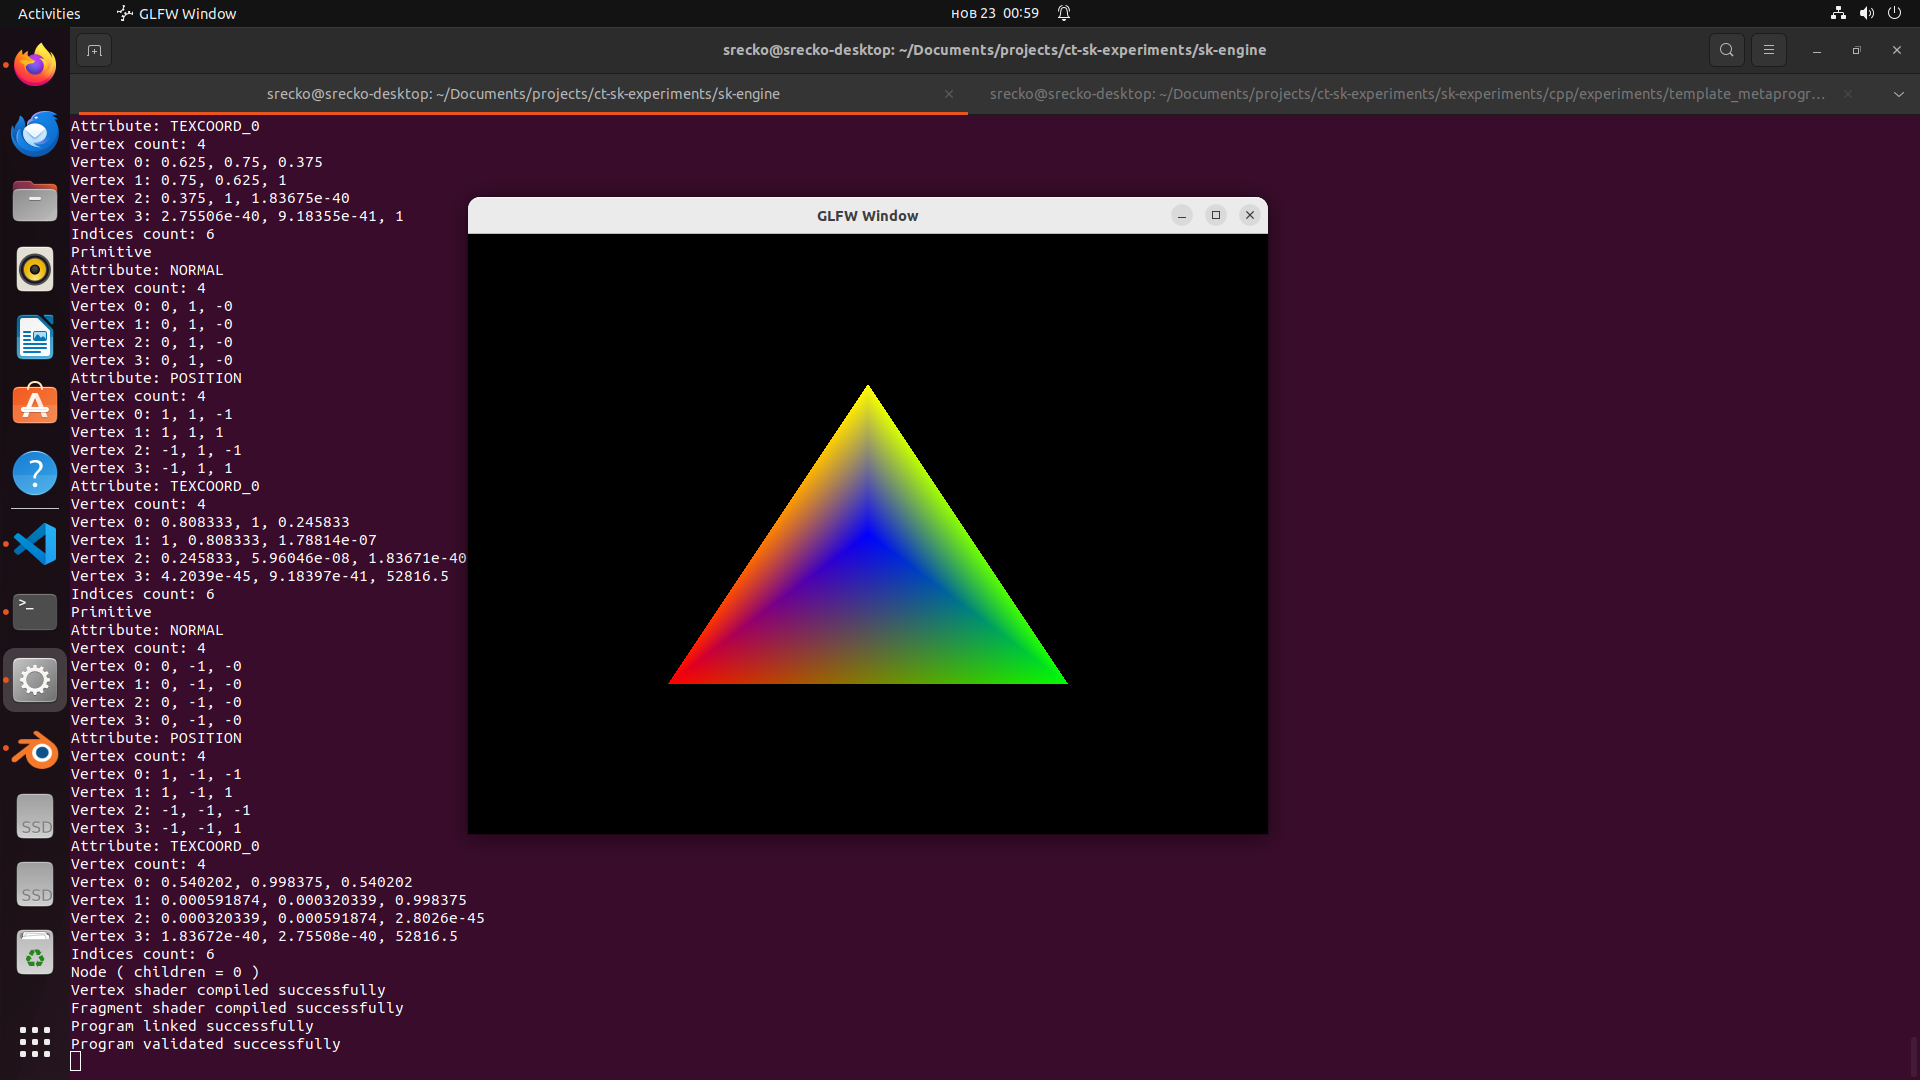 Activities
GLFW Window
нов 23 00:59
srecko@srecko-desktop: ~/Documents/projects/ct-sk-experiments/sk-engine
srecko@srecko-desktop: ~/Documents/projects/ct-sk-experiments/sk-engine
srecko@srecko-desktop: ~/Documents/projects/ct-sk-experiments/sk-experiments/cpp/experiments/template_metaprogr...
Attribute: TEXCOORD_0
Vertex count: 4
Vertex 0: 0.625, 0.75, 0.375
Vertex 1: 0.75, 0.625, 1
Vertex 2: 0.375, 1, 1.83675e-40
Vertex 3: 2.75506e-40, 9.18355e-41, 1
Indices count: 6
Primitive
Attribute: NORMAL
Vertex count: 4
Vertex 0: 0, 1, -0
Vertex 1: 0, 1, -0
Vertex 2: 0, 1, -0
Vertex 3: 0, 1, -0
Attribute: POSITION
Vertex count: 4
Vertex 0: 1, 1, -1
Vertex 1: 1, 1, 1
Vertex 2: -1, 1, -1
Vertex 3: -1, 1, 1
Attribute: TEXCOORD_0
Vertex count: 4
Vertex 0: 0.808333, 1, 0.245833
Vertex 1: 1, 0.808333, 1.78814e-07
Vertex 2: 0.245833, 5.96046e-08, 1.83671e-40
Vertex 3: 4.2039e-45, 9.18397e-41, 52816.5
Indices count: 6
Primitive
Attribute: NORMAL
Vertex count: 4
Vertex 0: 0, -1, -0
Vertex 1: 0, -1, -0
Vertex 2: 0, -1, -0
Vertex 3: 0, -1, -0
Attribute: POSITION
Vertex count: 4
Vertex 0: 1, -1, -1
Vertex 1: 1, -1, 1
Vertex 2: -1, -1, -1
Vertex 3: -1, -1, 1
Attribute: TEXCOORD_0
Vertex count: 4
Vertex 0: 0.540202, 0.998375, 0.540202
Vertex 1: 0.000591874, 0.000320339, 0.998375
Vertex 2: 0.000320339, 0.000591874, 2.8026e-45
Vertex 3: 1.83672e-40, 2.75508e-40, 52816.5
Indices count: 6
Node ( children = 0 )
Vertex shader compiled successfully
Fragment shader compiled successfully
Program linked successfully
Program validated successfully
GLFW Window
SSD
SSD